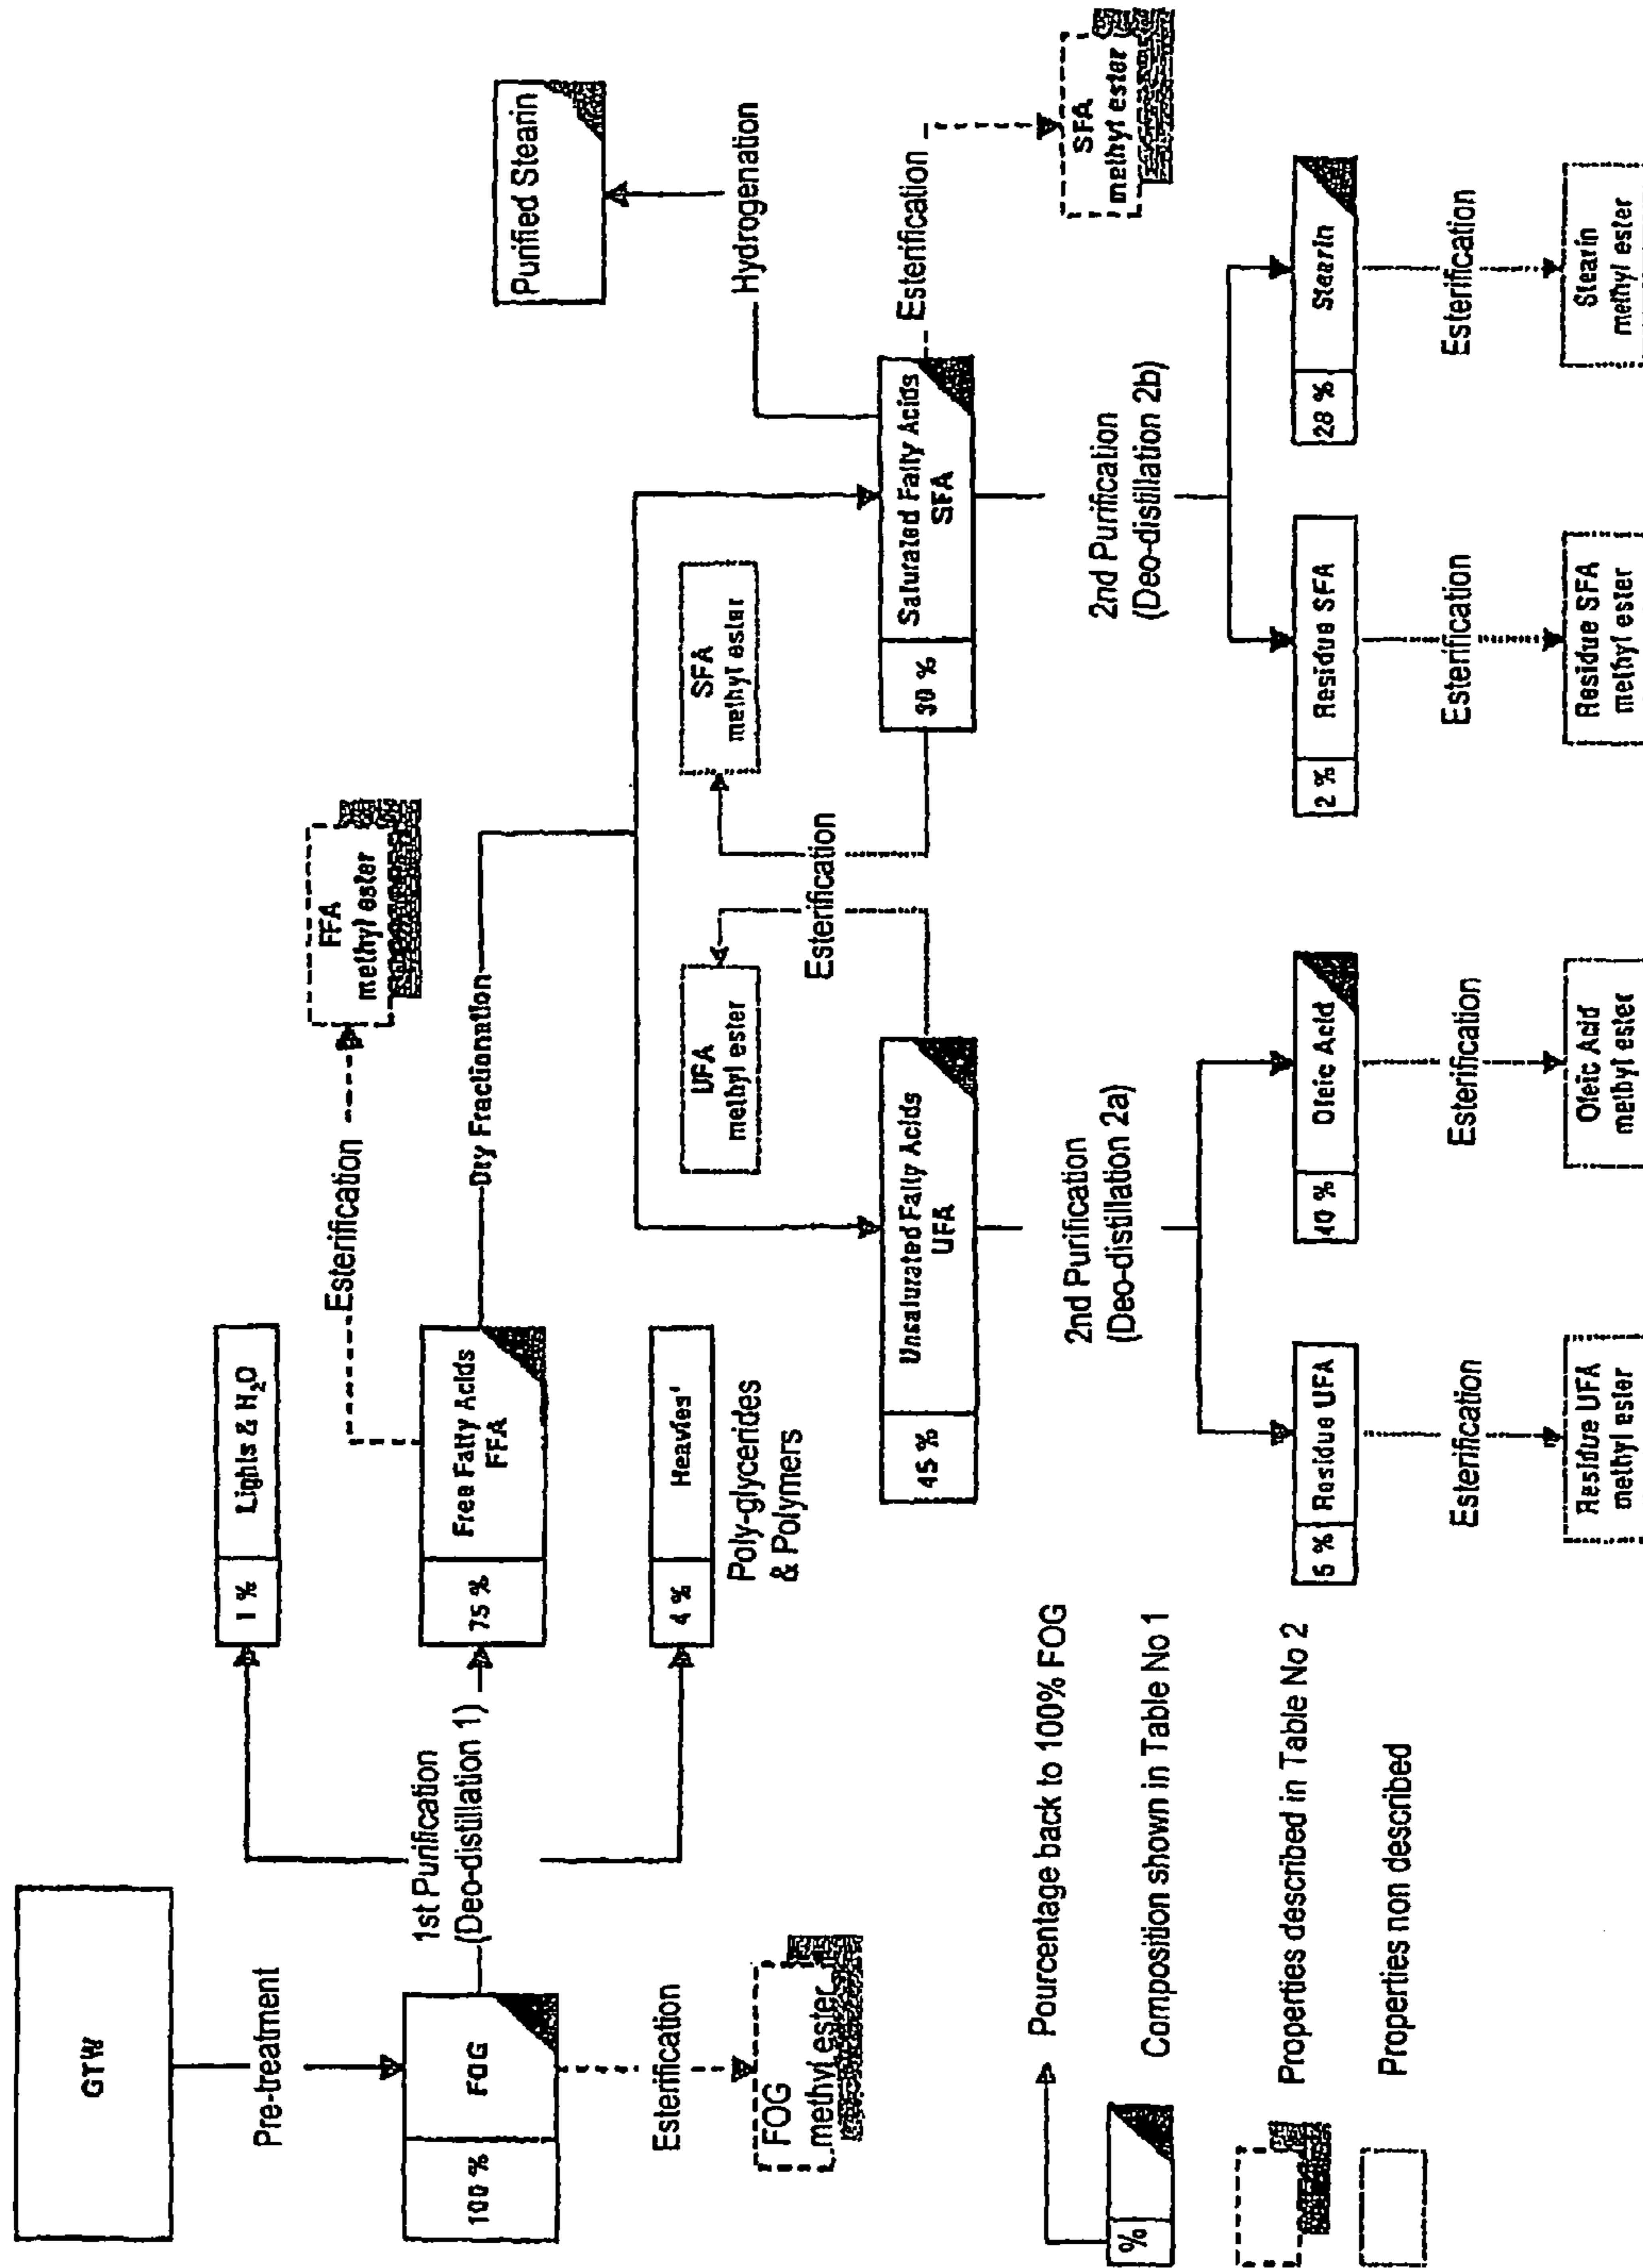 GTW
Pre-treatment
100 %
FOG
Esterification
FOG
methyl ester
1st Purification
(Deo-distillation 1)
1 %
Lights & H₂O
75 %
Free Fatty Acids
FFA
4 %
Heavies'
Poly-glycerides
& Polymers
Esterification
FFA
methyl ester
Dry Fractionnation
UFA
methyl ester
SFA
methyl ester
Esterification
45 %
Unsaturated Fatty Acids
UFA
30 %
Saturated Fatty Acids
SFA
Hydrogenation
Purified Stearin
Esterification
SFA
methyl ester
2nd Purification
(Deo-distillation 2a)
2nd Purification
(Deo-distillation 2b)
5 %
Residue UFA
40 %
Oleic Acid
2 %
Residue SFA
28 %
Stearin
Esterification
Esterification
Esterification
Esterification
Residue UFA
methyl ester
Oleic Acid
methyl ester
Residue SFA
methyl ester
Stearin
methyl ester
%
Pourcentage back to 100% FOG
Composition shown in Table No 1
Properties described in Table No 2
Properties non described